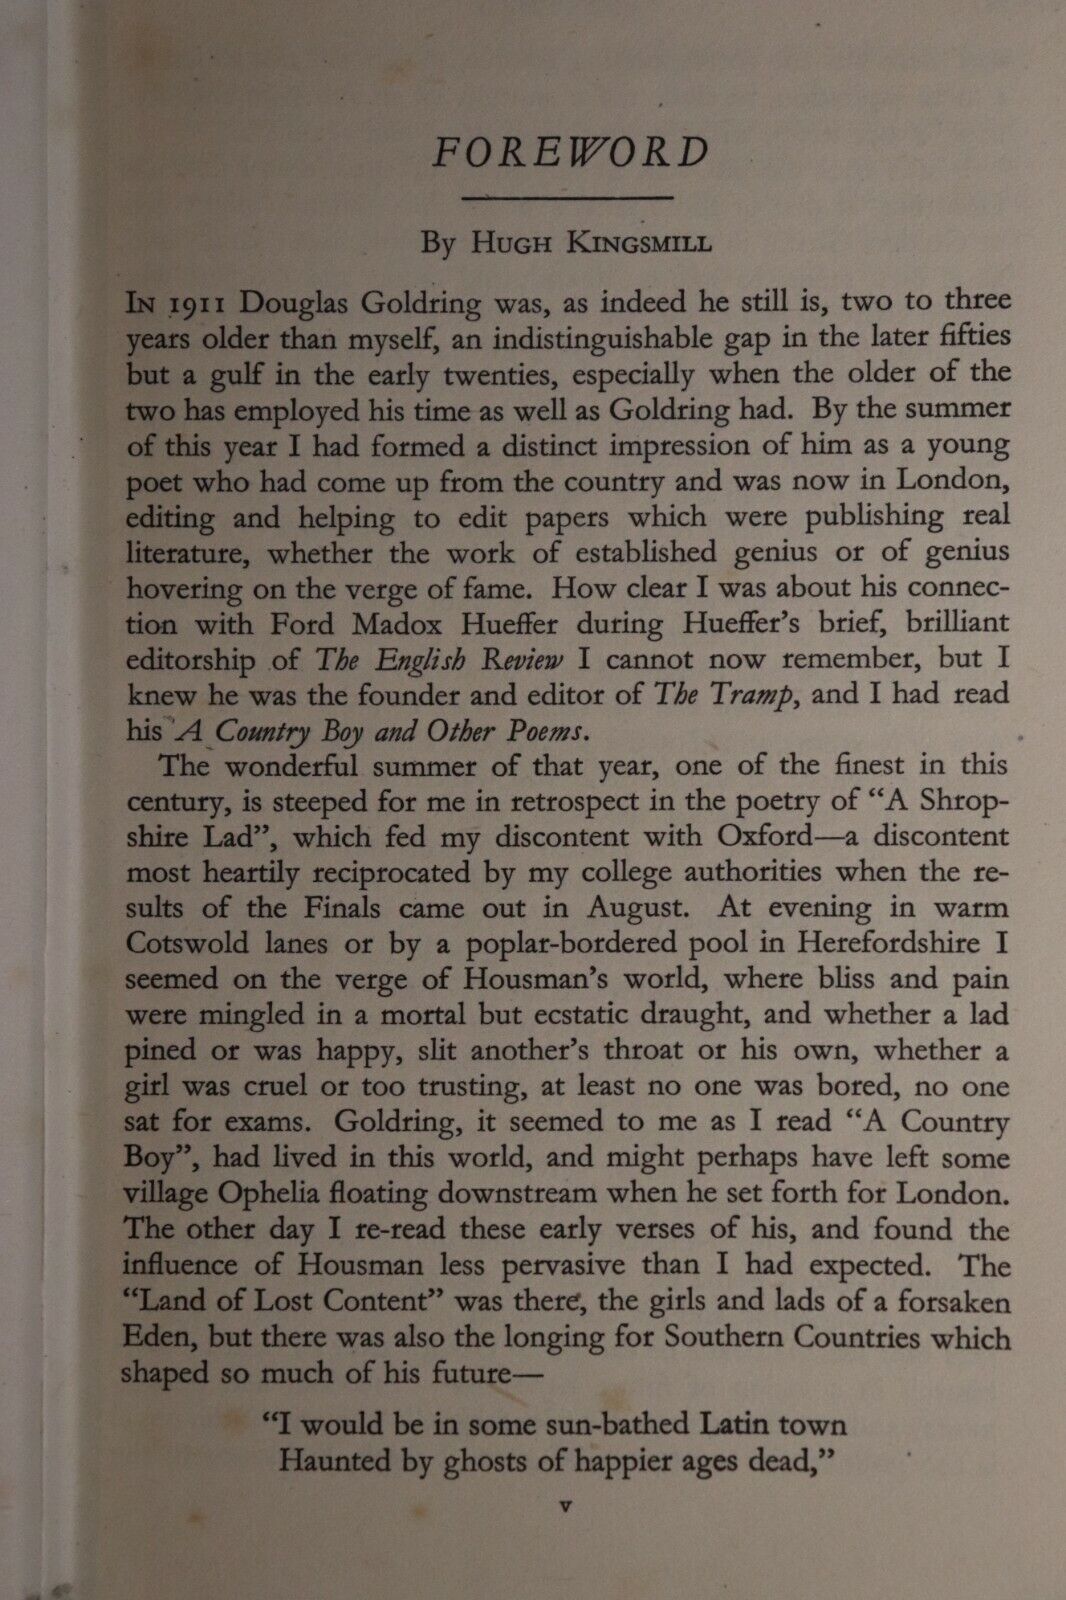 FOREWORD
By HUGH KINGSMILL
IN 1911 Douglas Goldring was, as indeed he still is, two to three
years older than myself, an indistinguishable gap in the later fifties
but a gulf in the early twenties, especially when the older of the
two has employed his time as well as Goldring had. By the summer
of this year I had formed a distinct impression of him as a young
poet who had come up from the country and was now in London,
editing and helping to edit papers which were publishing real
literature, whether the work of established genius or of genius
hovering on the verge of fame. How clear I was about his connec-
tion with Ford Madox Hueffer during Hueffer's brief, brilliant
editorship of The English Review I cannot now remember, but I
knew he was the founder and editor of The Tramp, and I had read
his A Country Boy and Other Poems.
The wonderful summer of that year, one of the finest in this
century, is steeped for me in retrospect in the poetry of “A Shrop-
shire Lad”, which fed my discontent with Oxford—a discontent
most heartily reciprocated by my college authorities when the re-
sults of the Finals came out in August. At evening in warm
Cotswold lanes or by a poplar-bordered pool in Herefordshire I
seemed on the verge of Housman's world, where bliss and pain
were mingled in a mortal but ecstatic draught, and whether a lad
pined or was happy, slit another's throat or his own, whether a
girl was cruel or too trusting, at least no one was bored, no one
sat for exams. Goldring, it seemed to me as I read “A Country
Boy”, had lived in this world, and might perhaps have left some
village Ophelia floating downstream when he set forth for London.
The other day I re-read these early verses of his, and found the
influence of Housman less pervasive than I had expected. The
“Land of Lost Content” was there, the girls and lads of a forsaken
Eden, but there was also the longing for Southern Countries which
shaped so much of his future—
“I would be in some sun-bathed Latin town
Haunted by ghosts of happier ages dead,”
v